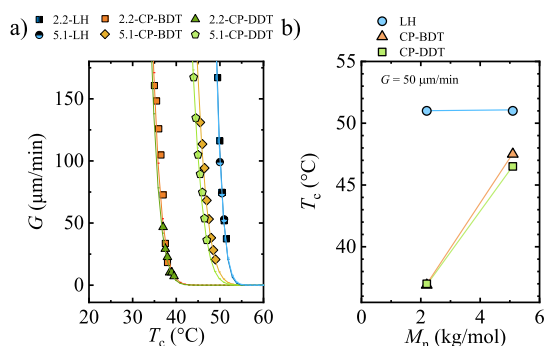 2.2-LH 2.2-CP-BDT 2.2-CP-DDT
5.1-LH 5.1-CP-BDT 5.1-CP-DDT
a)
G (μm/min)
150
100
50
0
20 30 40 50 60
T_c (°C)
LH
CP-BDT
CP-DDT
b)
G = 50 μm/min
T_c (°C)
55
50
45
40
0 2 4 6
M_n (kg/mol)